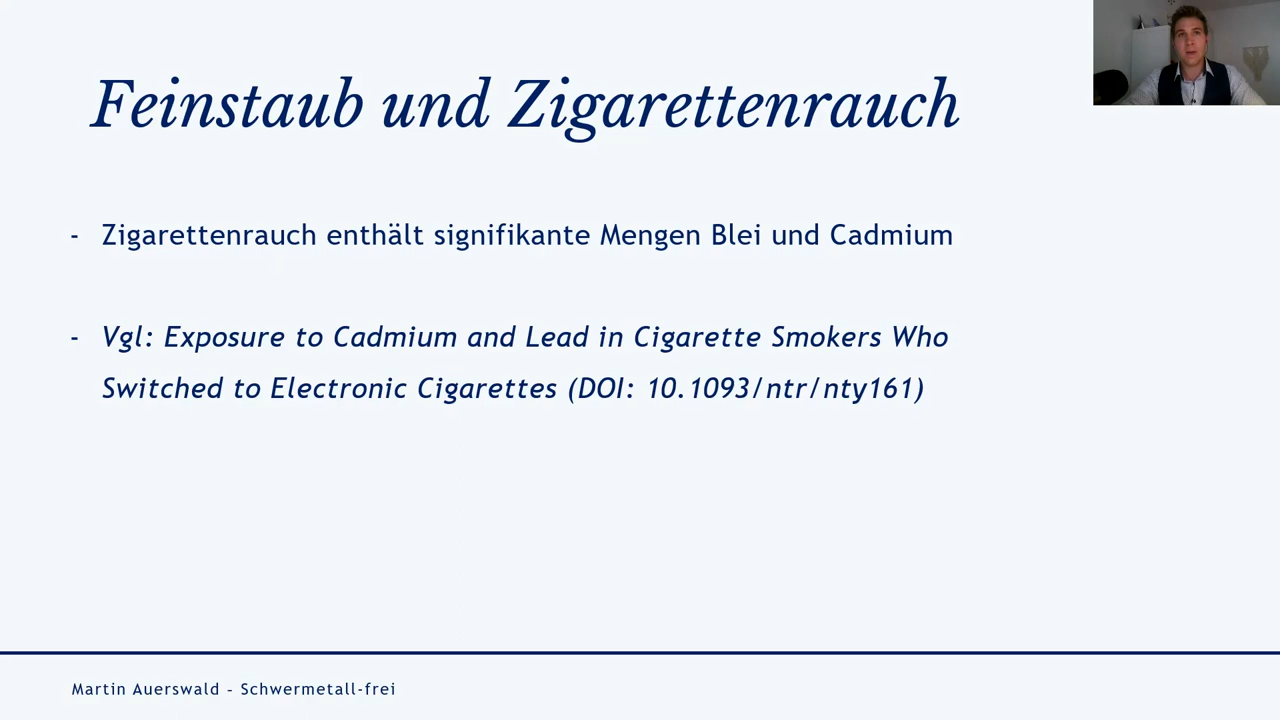 Feinstaub und Zigarettenrauch
- Zigarettenrauch enthält signifikante Mengen Blei und Cadmium
- Vgl: Exposure to Cadmium and Lead in Cigarette Smokers Who
Switched to Electronic Cigarettes (DOI: 10.1093/ntr/nty161)
Martin Auerswald - Schwermetall-frei